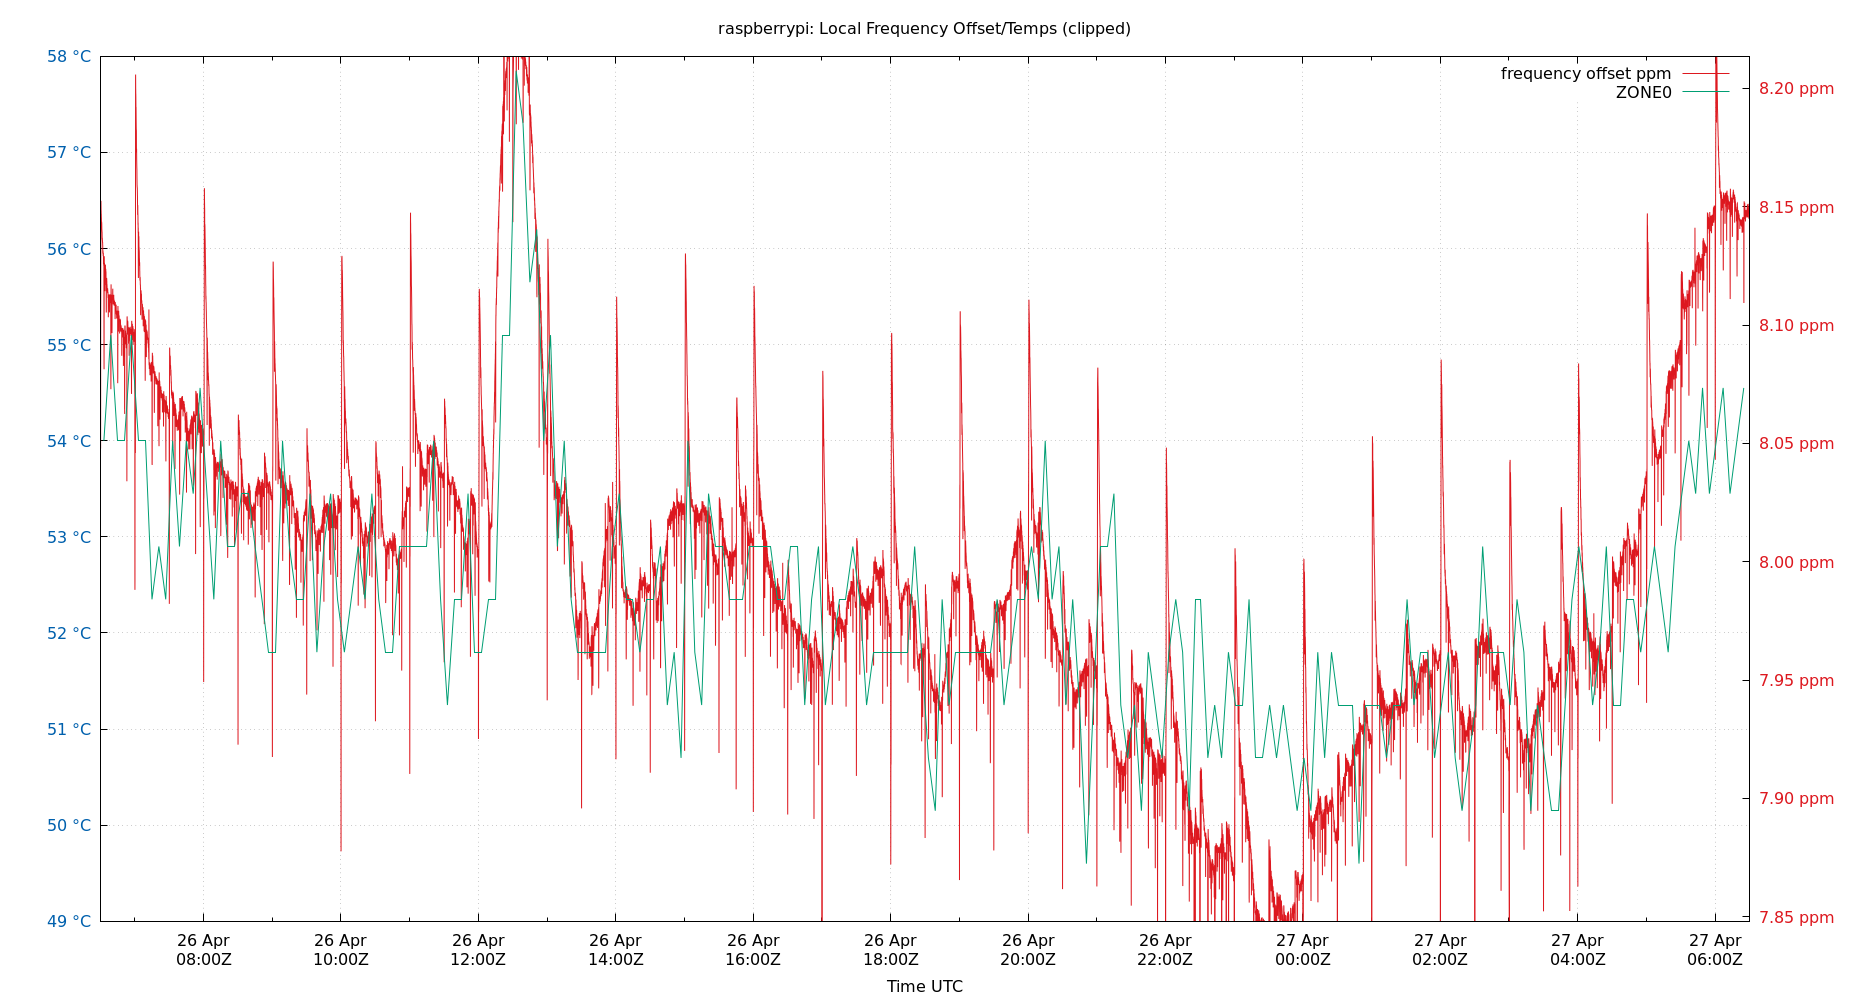 raspberrypi: Local Frequency Offset/Temps (clipped)
frequency offset ppm
ZONE0
58 °C
57 °C
56 °C
55 °C
54 °C
53 °C
52 °C
51 °C
50 °C
49 °C
8.20 ppm
8.15 ppm
8.10 ppm
8.05 ppm
8.00 ppm
7.95 ppm
7.90 ppm
7.85 ppm
26 Apr
08:00Z
26 Apr
10:00Z
26 Apr
12:00Z
26 Apr
14:00Z
26 Apr
16:00Z
26 Apr
18:00Z
26 Apr
20:00Z
26 Apr
22:00Z
27 Apr
00:00Z
27 Apr
02:00Z
27 Apr
04:00Z
27 Apr
06:00Z
Time UTC